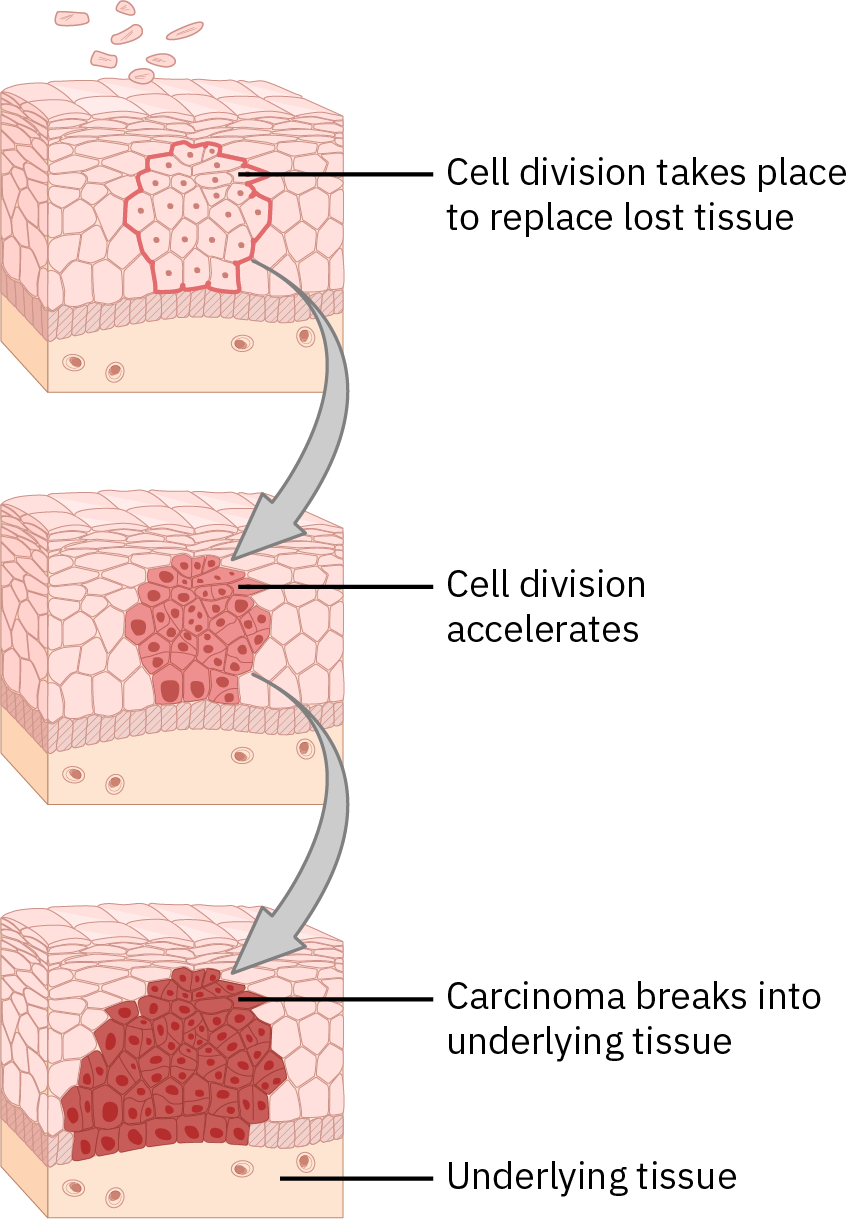 Cell division takes place
to replace lost tissue
Cell division
accelerates
Carcinoma breaks into
underlying tissue
Underlying tissue